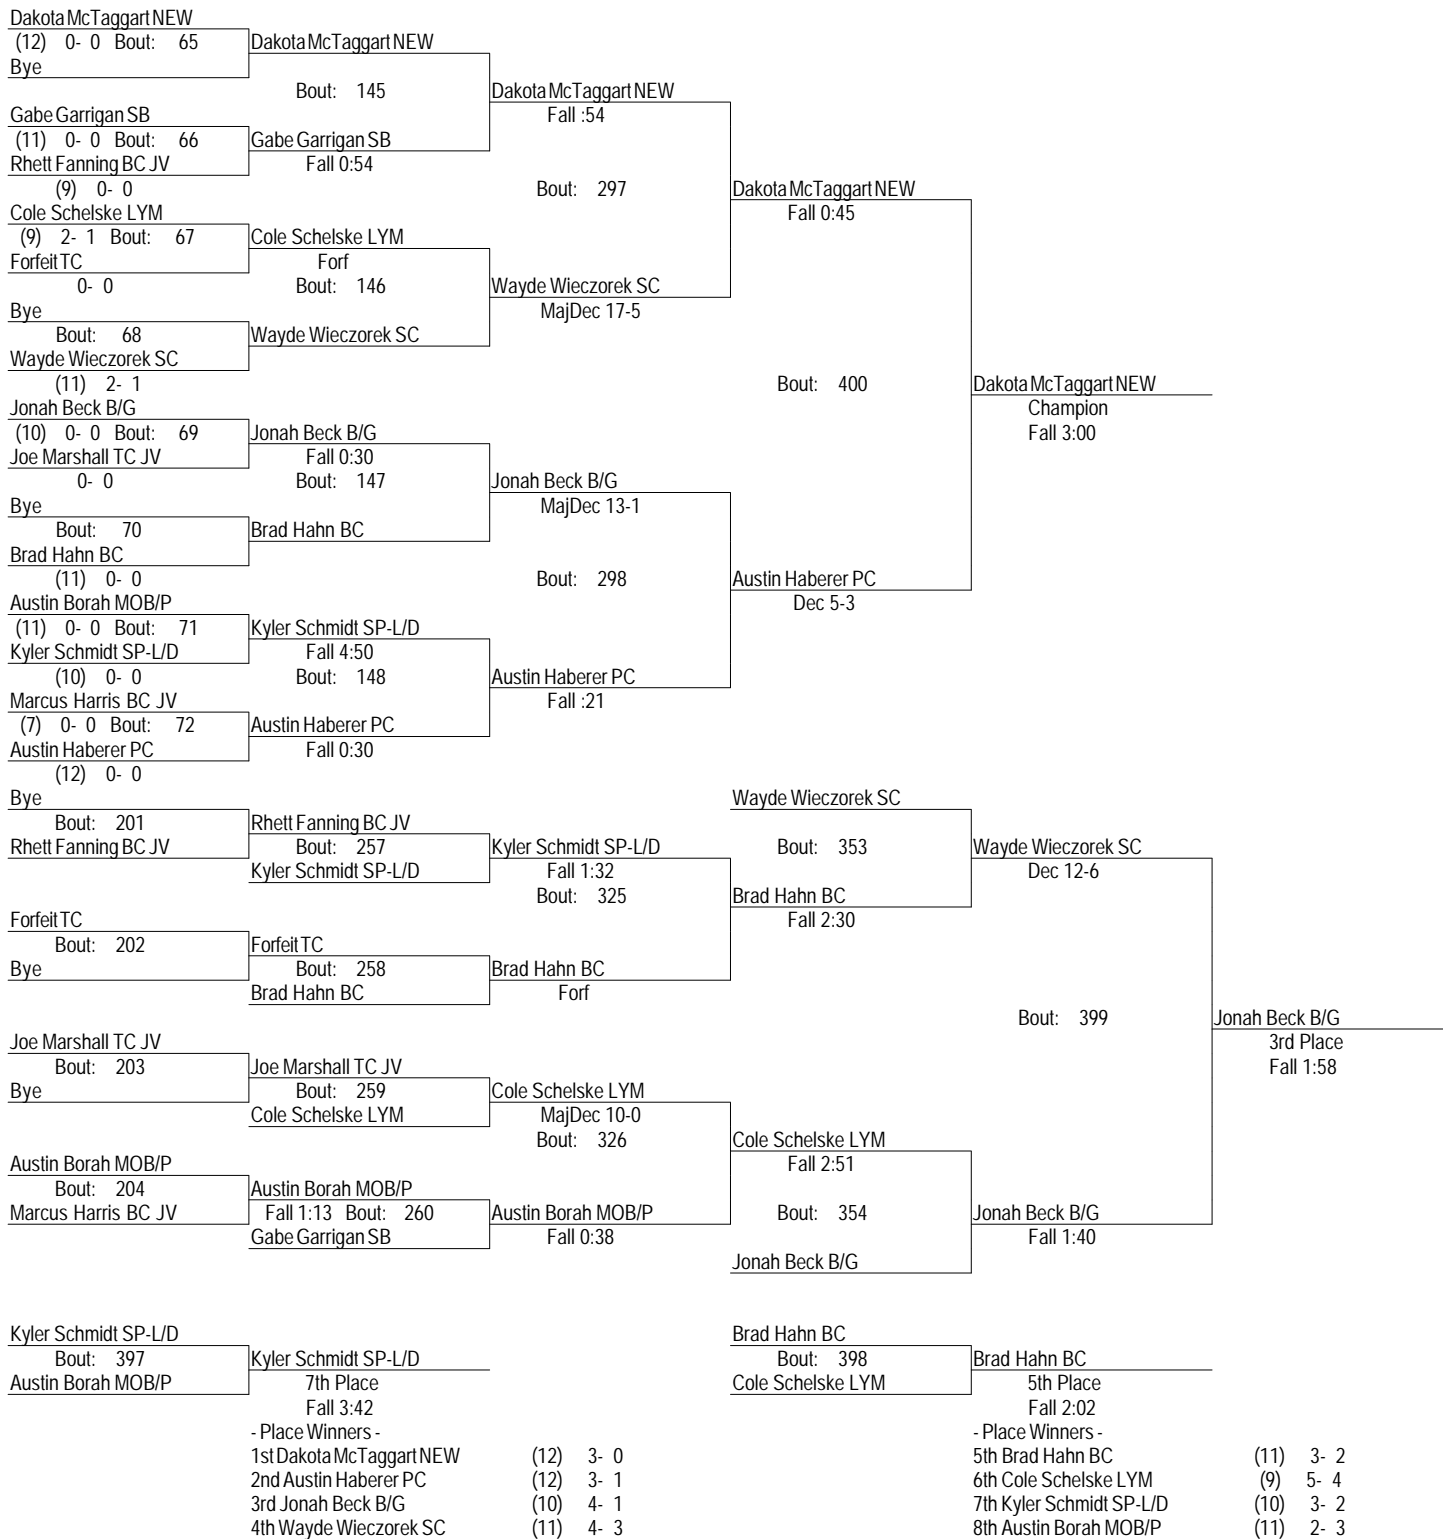 Dakota McTaggart NEW
(12) 0- 0 Bout: 65 Dakota McTaggart NEW
Bye
Bout: 145 Dakota McTaggart NEW
Gabe Garrigan SB Fall :54
(11) 0- 0 Bout: 66 Gabe Garrigan SB
Rhett Fanning BC JV Fall 0:54
(9) 0- 0 Bout: 297 Dakota McTaggart NEW
Cole Schelske LYM Fall 0:45
(9) 2- 1 Bout: 67 Cole Schelske LYM
Forfeit TC Forf
0- 0 Bout: 146 Wayde Wieczorek SC
Bye MajDec 17-5
Bout: 68 Wayde Wieczorek SC
Wayde Wieczorek SC
(11) 2- 1 Bout: 400 Dakota McTaggart NEW
Jonah Beck B/G Champion
(10) 0- 0 Bout: 69 Jonah Beck B/G Fall 3:00
Joe Marshall TC JV Fall 0:30
0- 0 Bout: 147 Jonah Beck B/G
Bye MajDec 13-1
Bout: 70 Brad Hahn BC
Brad Hahn BC
(11) 0- 0 Bout: 298 Austin Haberer PC
Austin Borah MOB/P Dec 5-3
(11) 0- 0 Bout: 71 Kyler Schmidt SP-L/D
Kyler Schmidt SP-L/D Fall 4:50
(10) 0- 0 Bout: 148 Austin Haberer PC
Marcus Harris BC JV Fall :21
(7) 0- 0 Bout: 72 Austin Haberer PC
Austin Haberer PC Fall 0:30
(12) 0- 0
Bye Wayde Wieczorek SC
Bout: 201 Rhett Fanning BC JV
Rhett Fanning BC JV Bout: 257 Kyler Schmidt SP-L/D Bout: 353 Wayde Wieczorek SC
Kyler Schmidt SP-L/D Fall 1:32 Dec 12-6
Bout: 325 Brad Hahn BC
Forfeit TC Fall 2:30
Bout: 202 Forfeit TC
Bye Bout: 258 Brad Hahn BC
Brad Hahn BC Forf
Bout: 399 Jonah Beck B/G
Joe Marshall TC JV 3rd Place
Bout: 203 Joe Marshall TC JV Fall 1:58
Bye Bout: 259 Cole Schelske LYM
Cole Schelske LYM MajDec 10-0
Bout: 326 Cole Schelske LYM
Austin Borah MOB/P Fall 2:51
Bout: 204 Austin Borah MOB/P
Marcus Harris BC JV Fall 1:13 Bout: 260 Austin Borah MOB/P Bout: 354 Jonah Beck B/G
Gabe Garrigan SB Fall 0:38 Fall 1:40
Jonah Beck B/G
Kyler Schmidt SP-L/D Brad Hahn BC
Bout: 397 Kyler Schmidt SP-L/D Bout: 398 Brad Hahn BC
Austin Borah MOB/P 7th Place Cole Schelske LYM 5th Place
Fall 3:42 Fall 2:02
- Place Winners - - Place Winners -
1st Dakota McTaggart NEW (12) 3- 0 5th Brad Hahn BC (11) 3- 2
2nd Austin Haberer PC (12) 3- 1 6th Cole Schelske LYM (9) 5- 4
3rd Jonah Beck B/G (10) 4- 1 7th Kyler Schmidt SP-L/D (10) 3- 2
4th Wayde Wieczorek SC (11) 4- 3 8th Austin Borah MOB/P (11) 2- 3